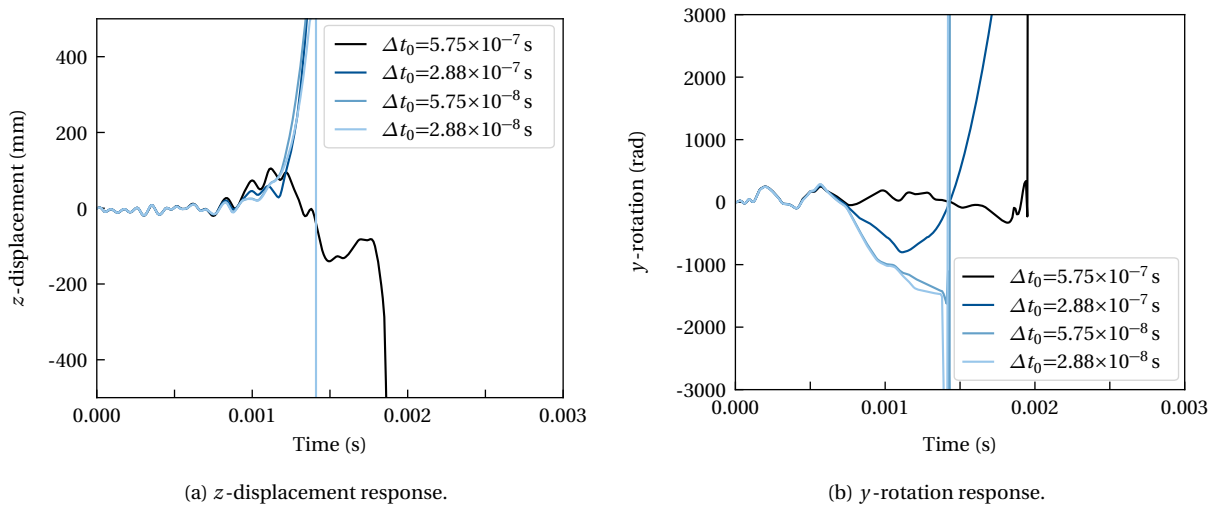 z-displacement (mm)
400
200
0
-200
-400
0.000
0.001
0.002
0.003
Time (s)
Δt₀=5.75×10⁻⁷ s
Δt₀=2.88×10⁻⁷ s
Δt₀=5.75×10⁻⁸ s
Δt₀=2.88×10⁻⁸ s
(a) z-displacement response.
y-rotation (rad)
3000
2000
1000
0
-1000
-2000
-3000
0.000
0.001
0.002
0.003
Time (s)
Δt₀=5.75×10⁻⁷ s
Δt₀=2.88×10⁻⁷ s
Δt₀=5.75×10⁻⁸ s
Δt₀=2.88×10⁻⁸ s
(b) y-rotation response.